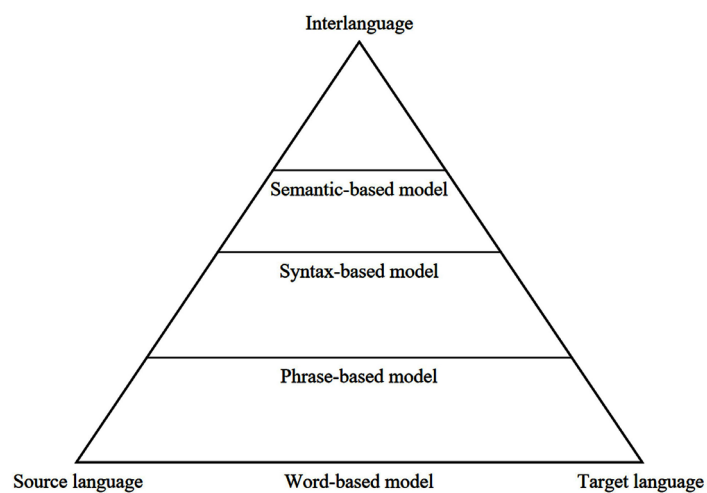 Interlanguage
Semantic-based model
Syntax-based model
Phrase-based model
Source language
Word-based model
Target language